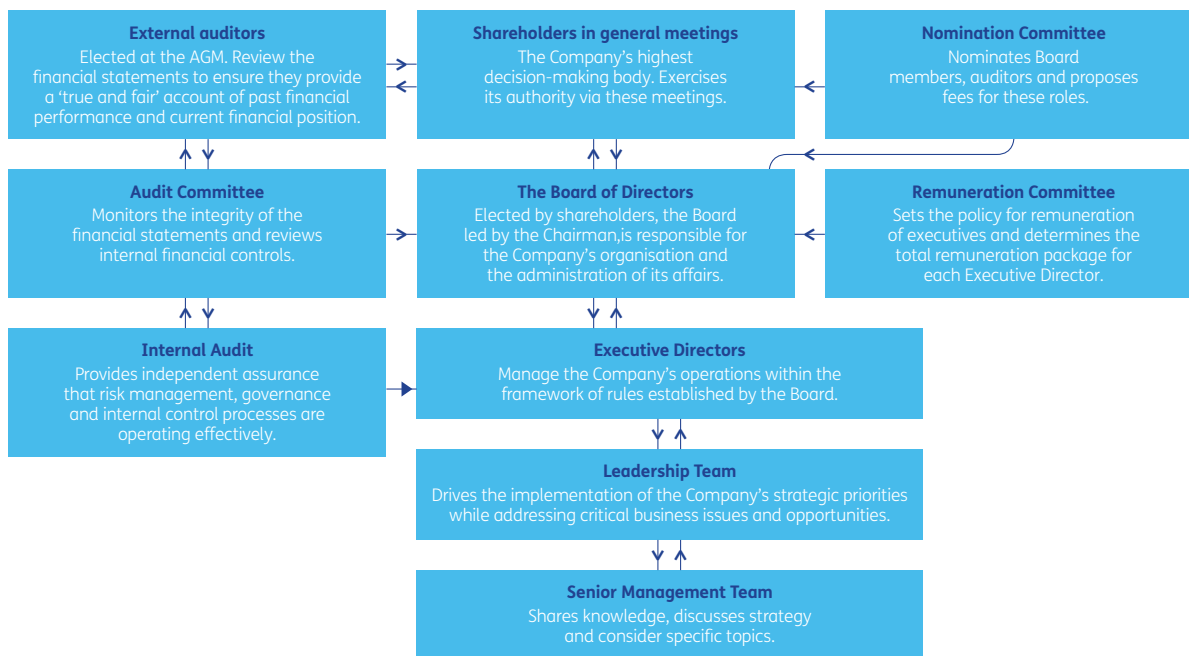 External auditors
Elected at the AGM. Review the
financial statements to ensure they provide
a ‘true and fair’ account of past financial
performance and current financial position.
Shareholders in general meetings
The Company’s highest
decision-making body. Exercises
its authority via these meetings.
Nomination Committee
Nominates Board
members, auditors and proposes
fees for these roles.
Audit Committee
Monitors the integrity of the
financial statements and reviews
internal financial controls.
The Board of Directors
Elected by shareholders, the Board
led by the Chairman,is responsible for
the Company’s organisation and
the administration of its affairs.
Remuneration Committee
Sets the policy for remuneration
of executives and determines the
total remuneration package for
each Executive Director.
Internal Audit
Provides independent assurance
that risk management, governance
and internal control processes are
operating effectively.
Executive Directors
Manage the Company’s operations within the
framework of rules established by the Board.
Leadership Team
Drives the implementation of the Company’s strategic priorities
while addressing critical business issues and opportunities.
Senior Management Team
Shares knowledge, discusses strategy
and consider specific topics.